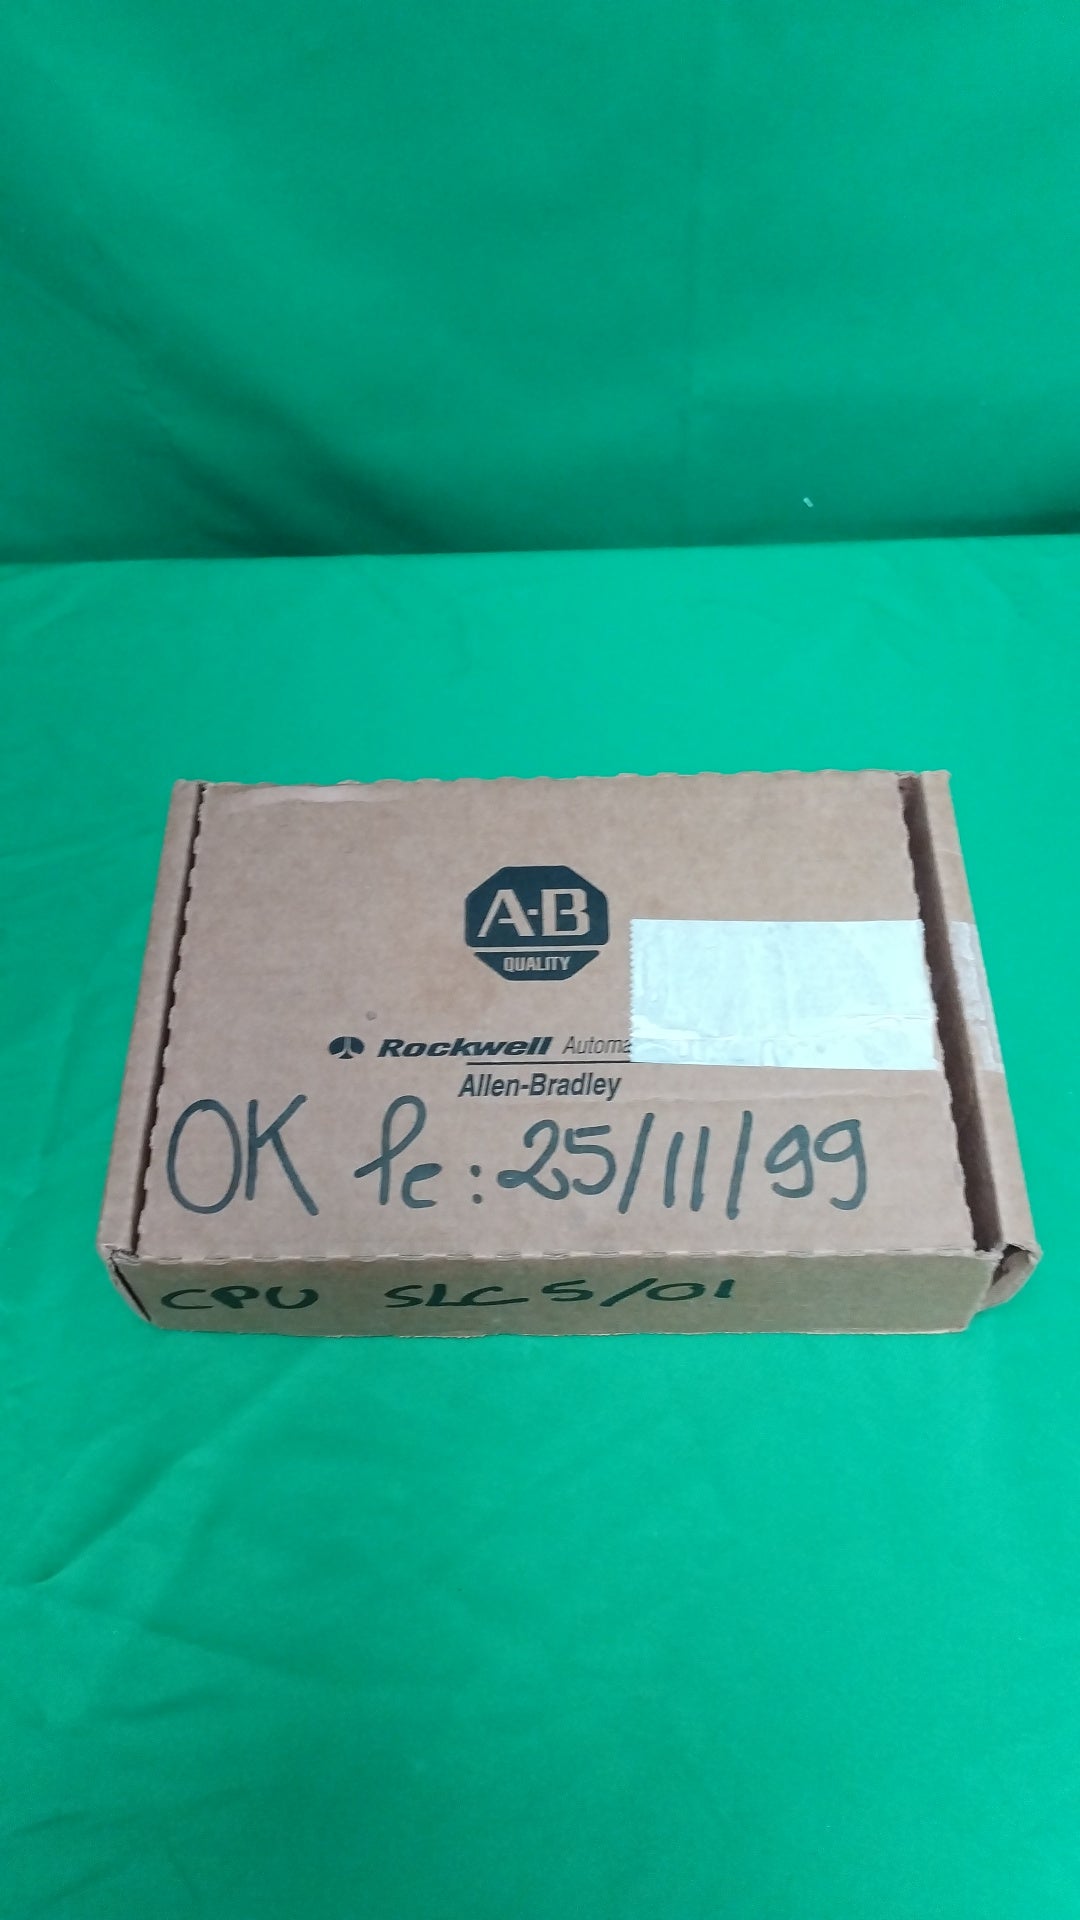 A-B
QUALITY
Rockwell Automa
Allen-Bradley
OK le : 25/11/99
CPU SLC 5/01